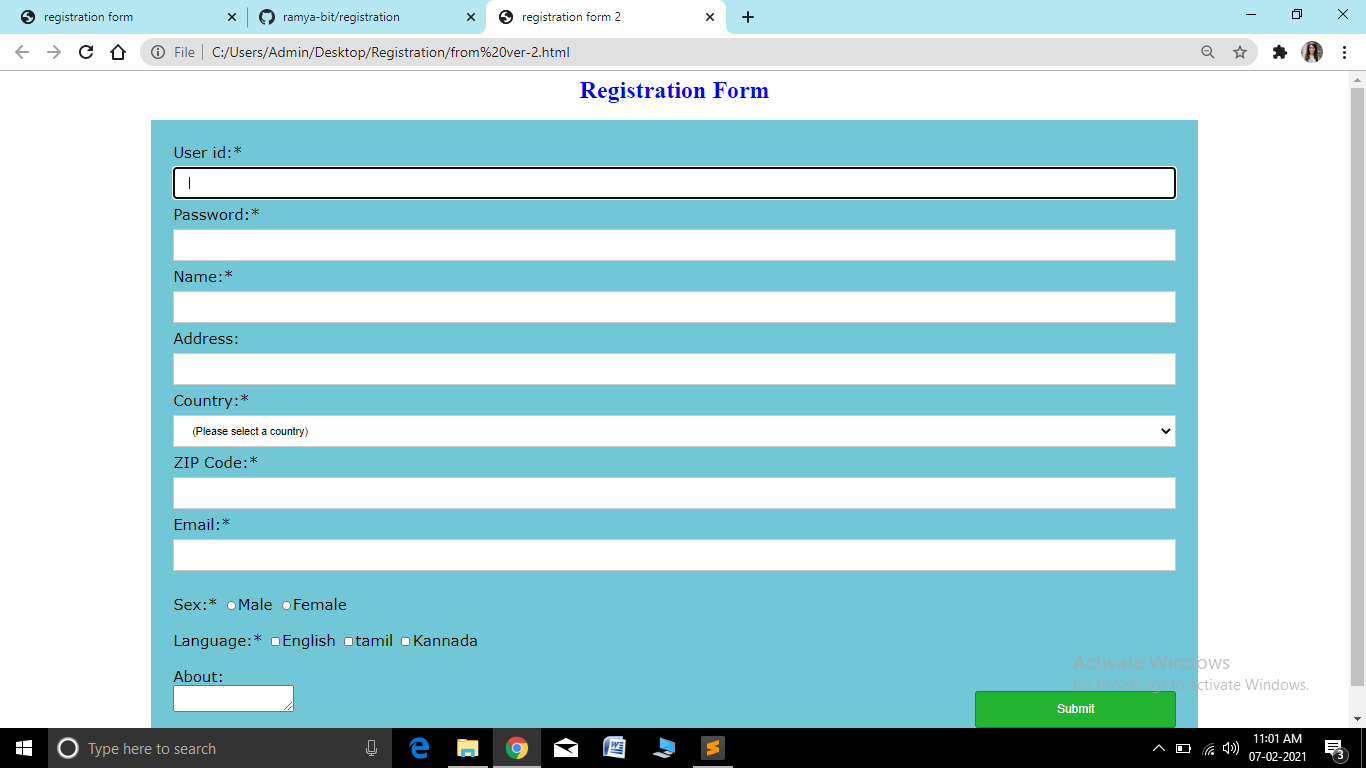 registration form
ramya-bit/registration
registration form 2
File
C:/Users/Admin/Desktop/Registration/from%20ver-2.html
Registration Form
User id:*
Password:*
Name:*
Address:
Country:*
(Please select a country)
ZIP Code:*
Email:*
Sex:* Male Female
Language:* English tamil Kannada
About:
Activate Windows
Go to Settings to activate Windows.
Submit
Type here to search
11:01 AM
07-02-2021
3